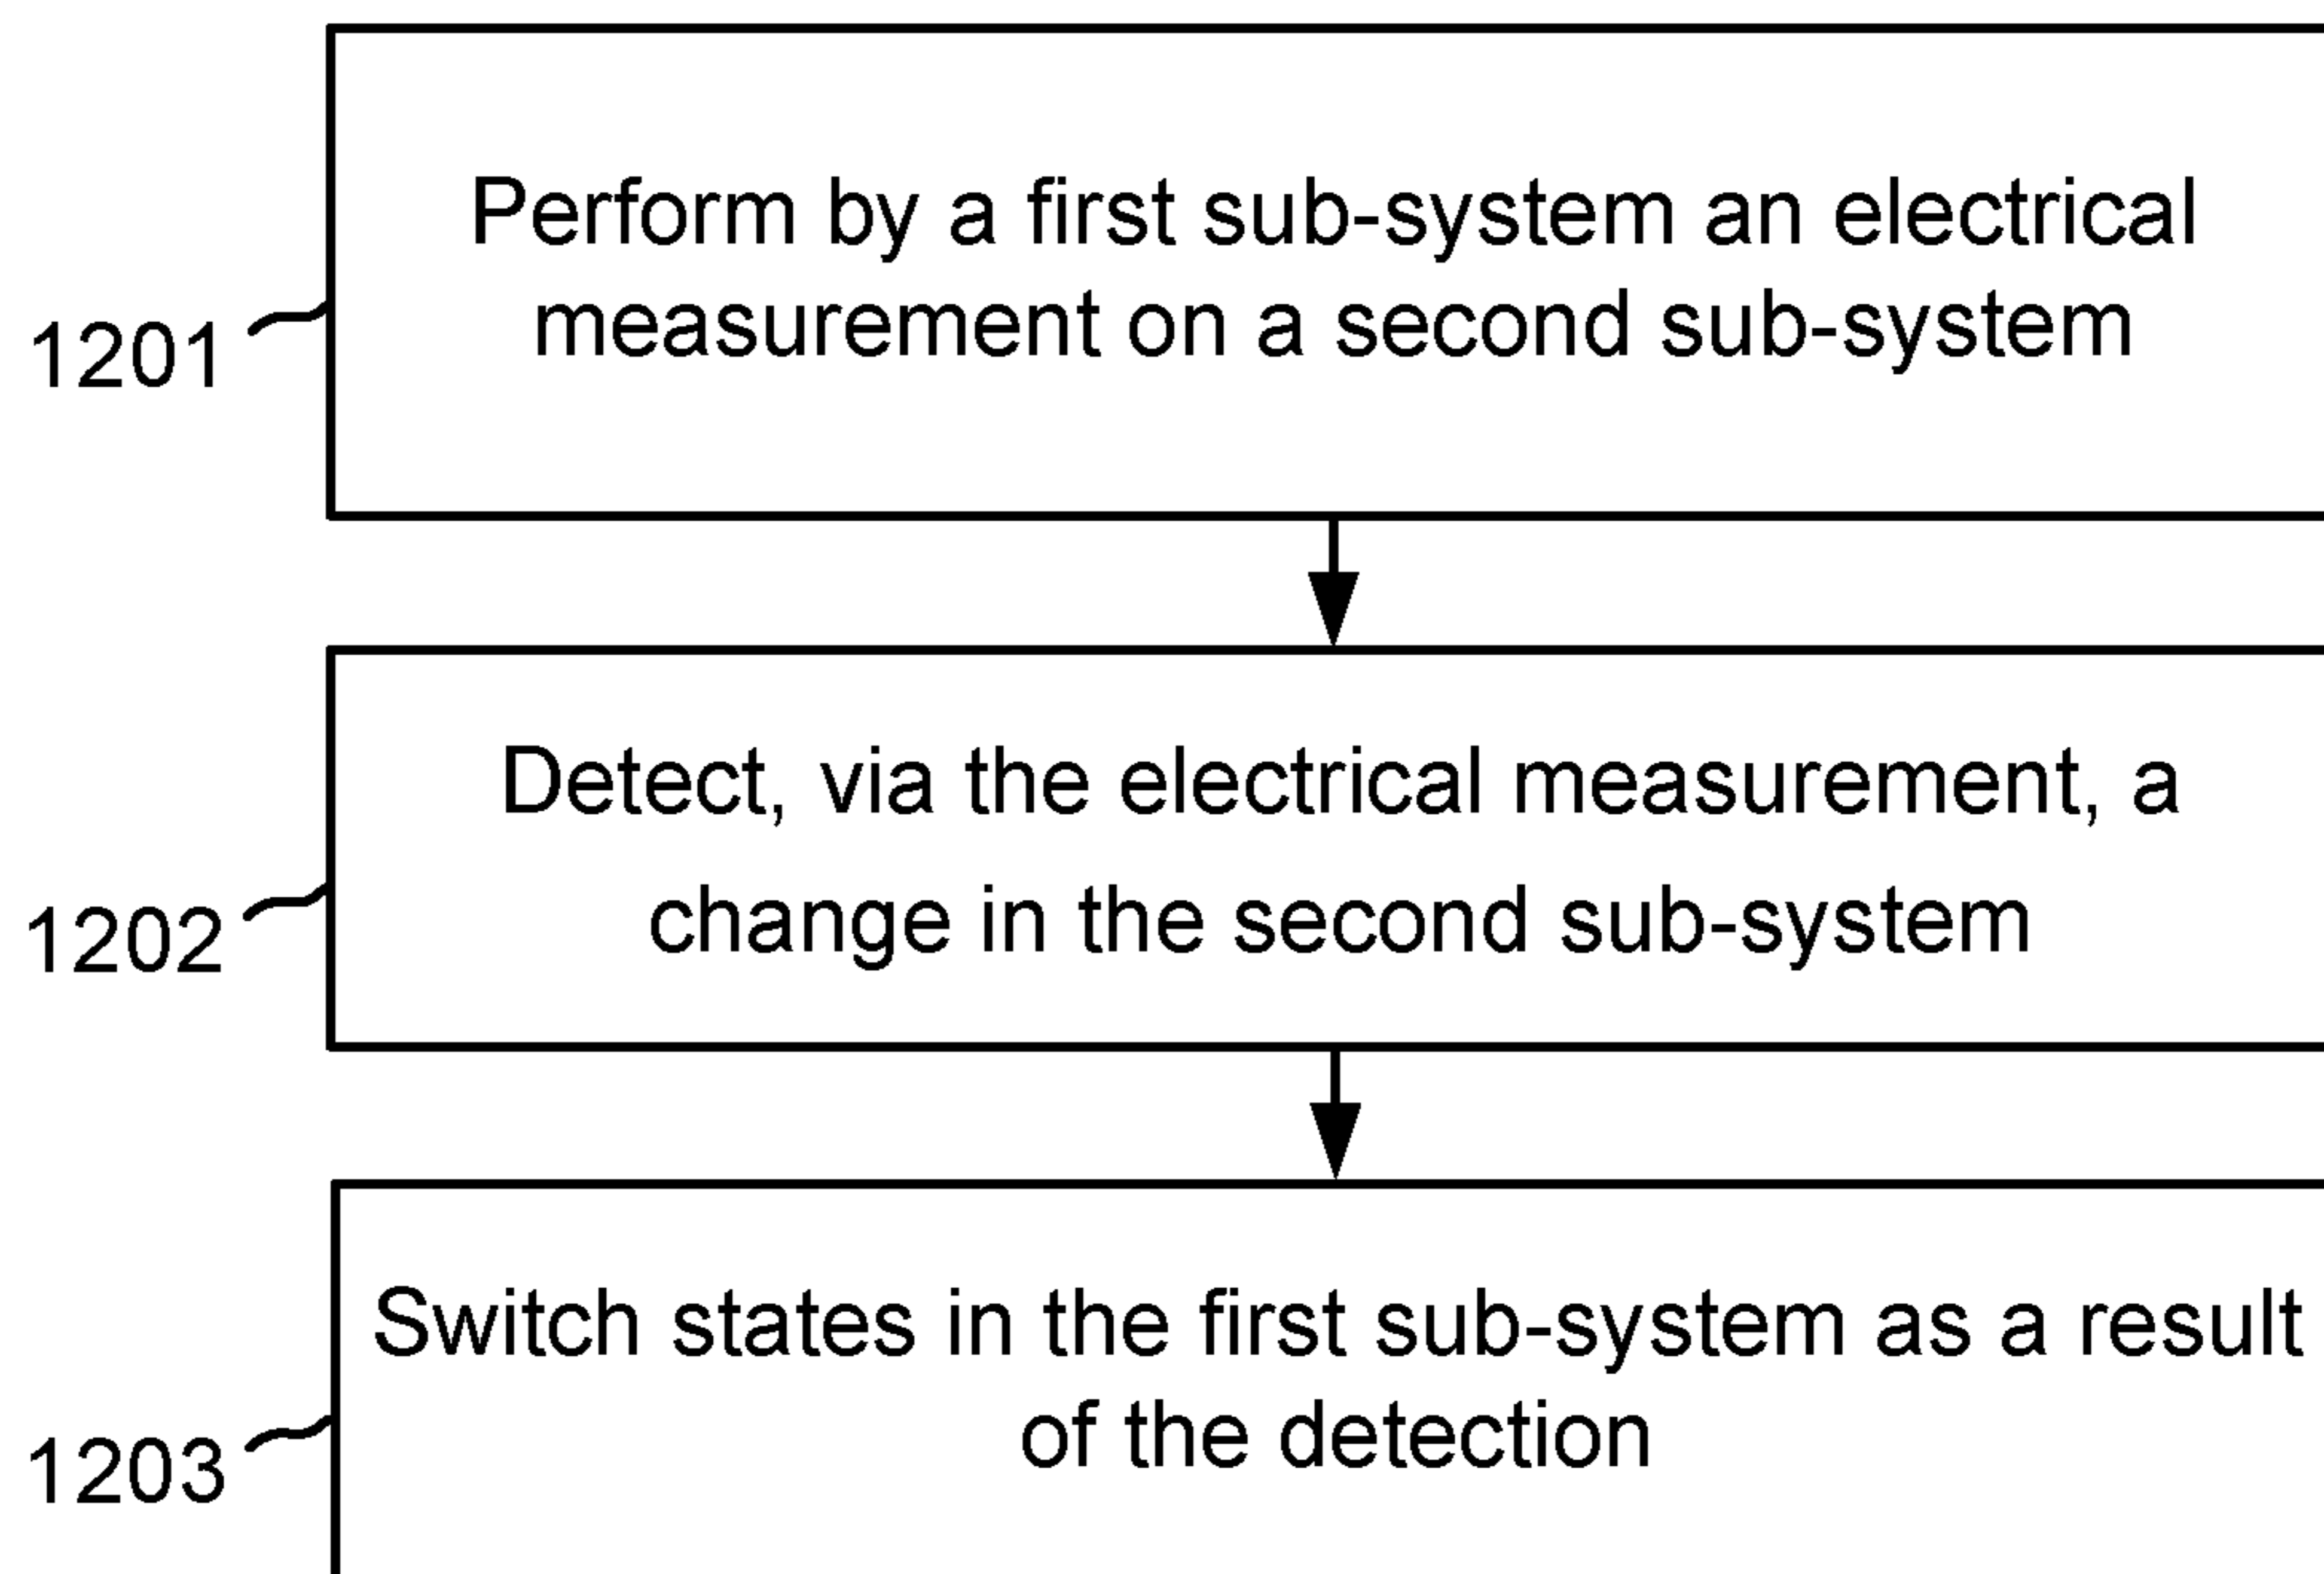 Perform by a first sub-system an electrical
measurement on a second sub-system
1201
Detect, via the electrical measurement, a
change in the second sub-system
1202
Switch states in the first sub-system as a result
of the detection
1203